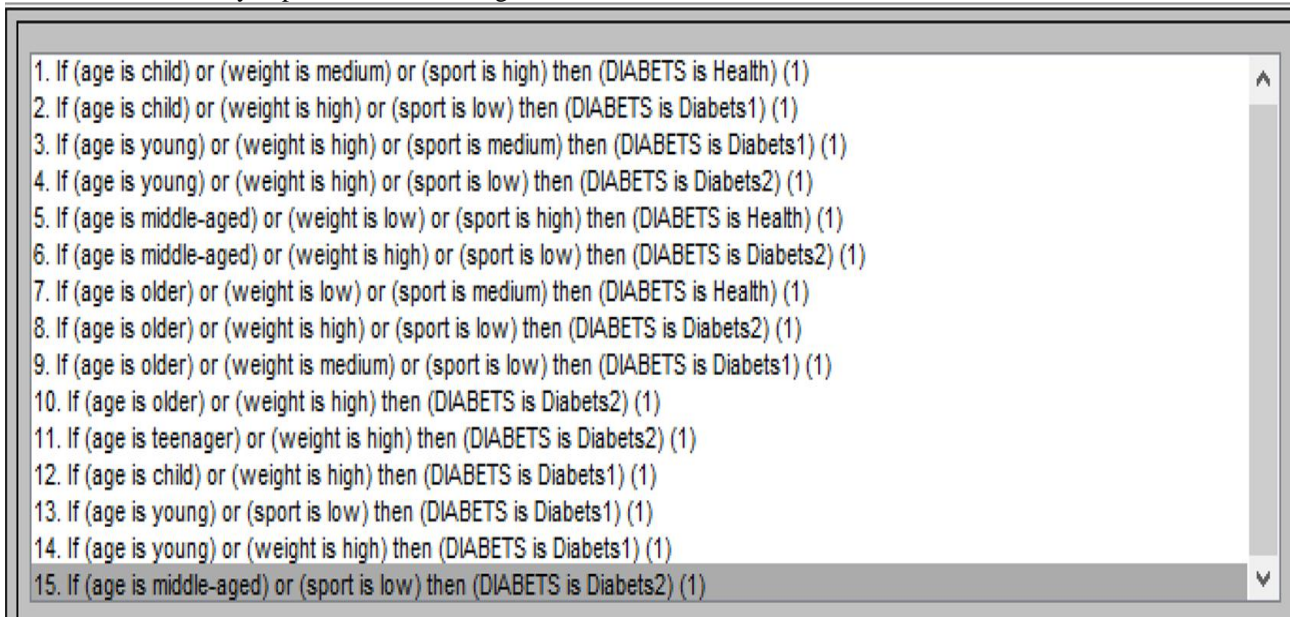 1. If (age is child) or (weight is medium) or (sport is high) then (DIABETS is Health) (1)
2. If (age is child) or (weight is high) or (sport is low) then (DIABETS is Diabets1) (1)
3. If (age is young) or (weight is high) or (sport is medium) then (DIABETS is Diabets1) (1)
4. If (age is young) or (weight is high) or (sport is low) then (DIABETS is Diabets2) (1)
5. If (age is middle-aged) or (weight is low) or (sport is high) then (DIABETS is Health) (1)
6. If (age is middle-aged) or (weight is high) or (sport is low) then (DIABETS is Diabets2) (1)
7. If (age is older) or (weight is low) or (sport is medium) then (DIABETS is Health) (1)
8. If (age is older) or (weight is high) or (sport is low) then (DIABETS is Diabets2) (1)
9. If (age is older) or (weight is medium) or (sport is low) then (DIABETS is Diabets1) (1)
10. If (age is older) or (weight is high) then (DIABETS is Diabets2) (1)
11. If (age is teenager) or (weight is high) then (DIABETS is Diabets2) (1)
12. If (age is child) or (weight is high) then (DIABETS is Diabets1) (1)
13. If (age is young) or (sport is low) then (DIABETS is Diabets1) (1)
14. If (age is young) or (weight is high) then (DIABETS is Diabets1) (1)
15. If (age is middle-aged) or (sport is low) then (DIABETS is Diabets2) (1)